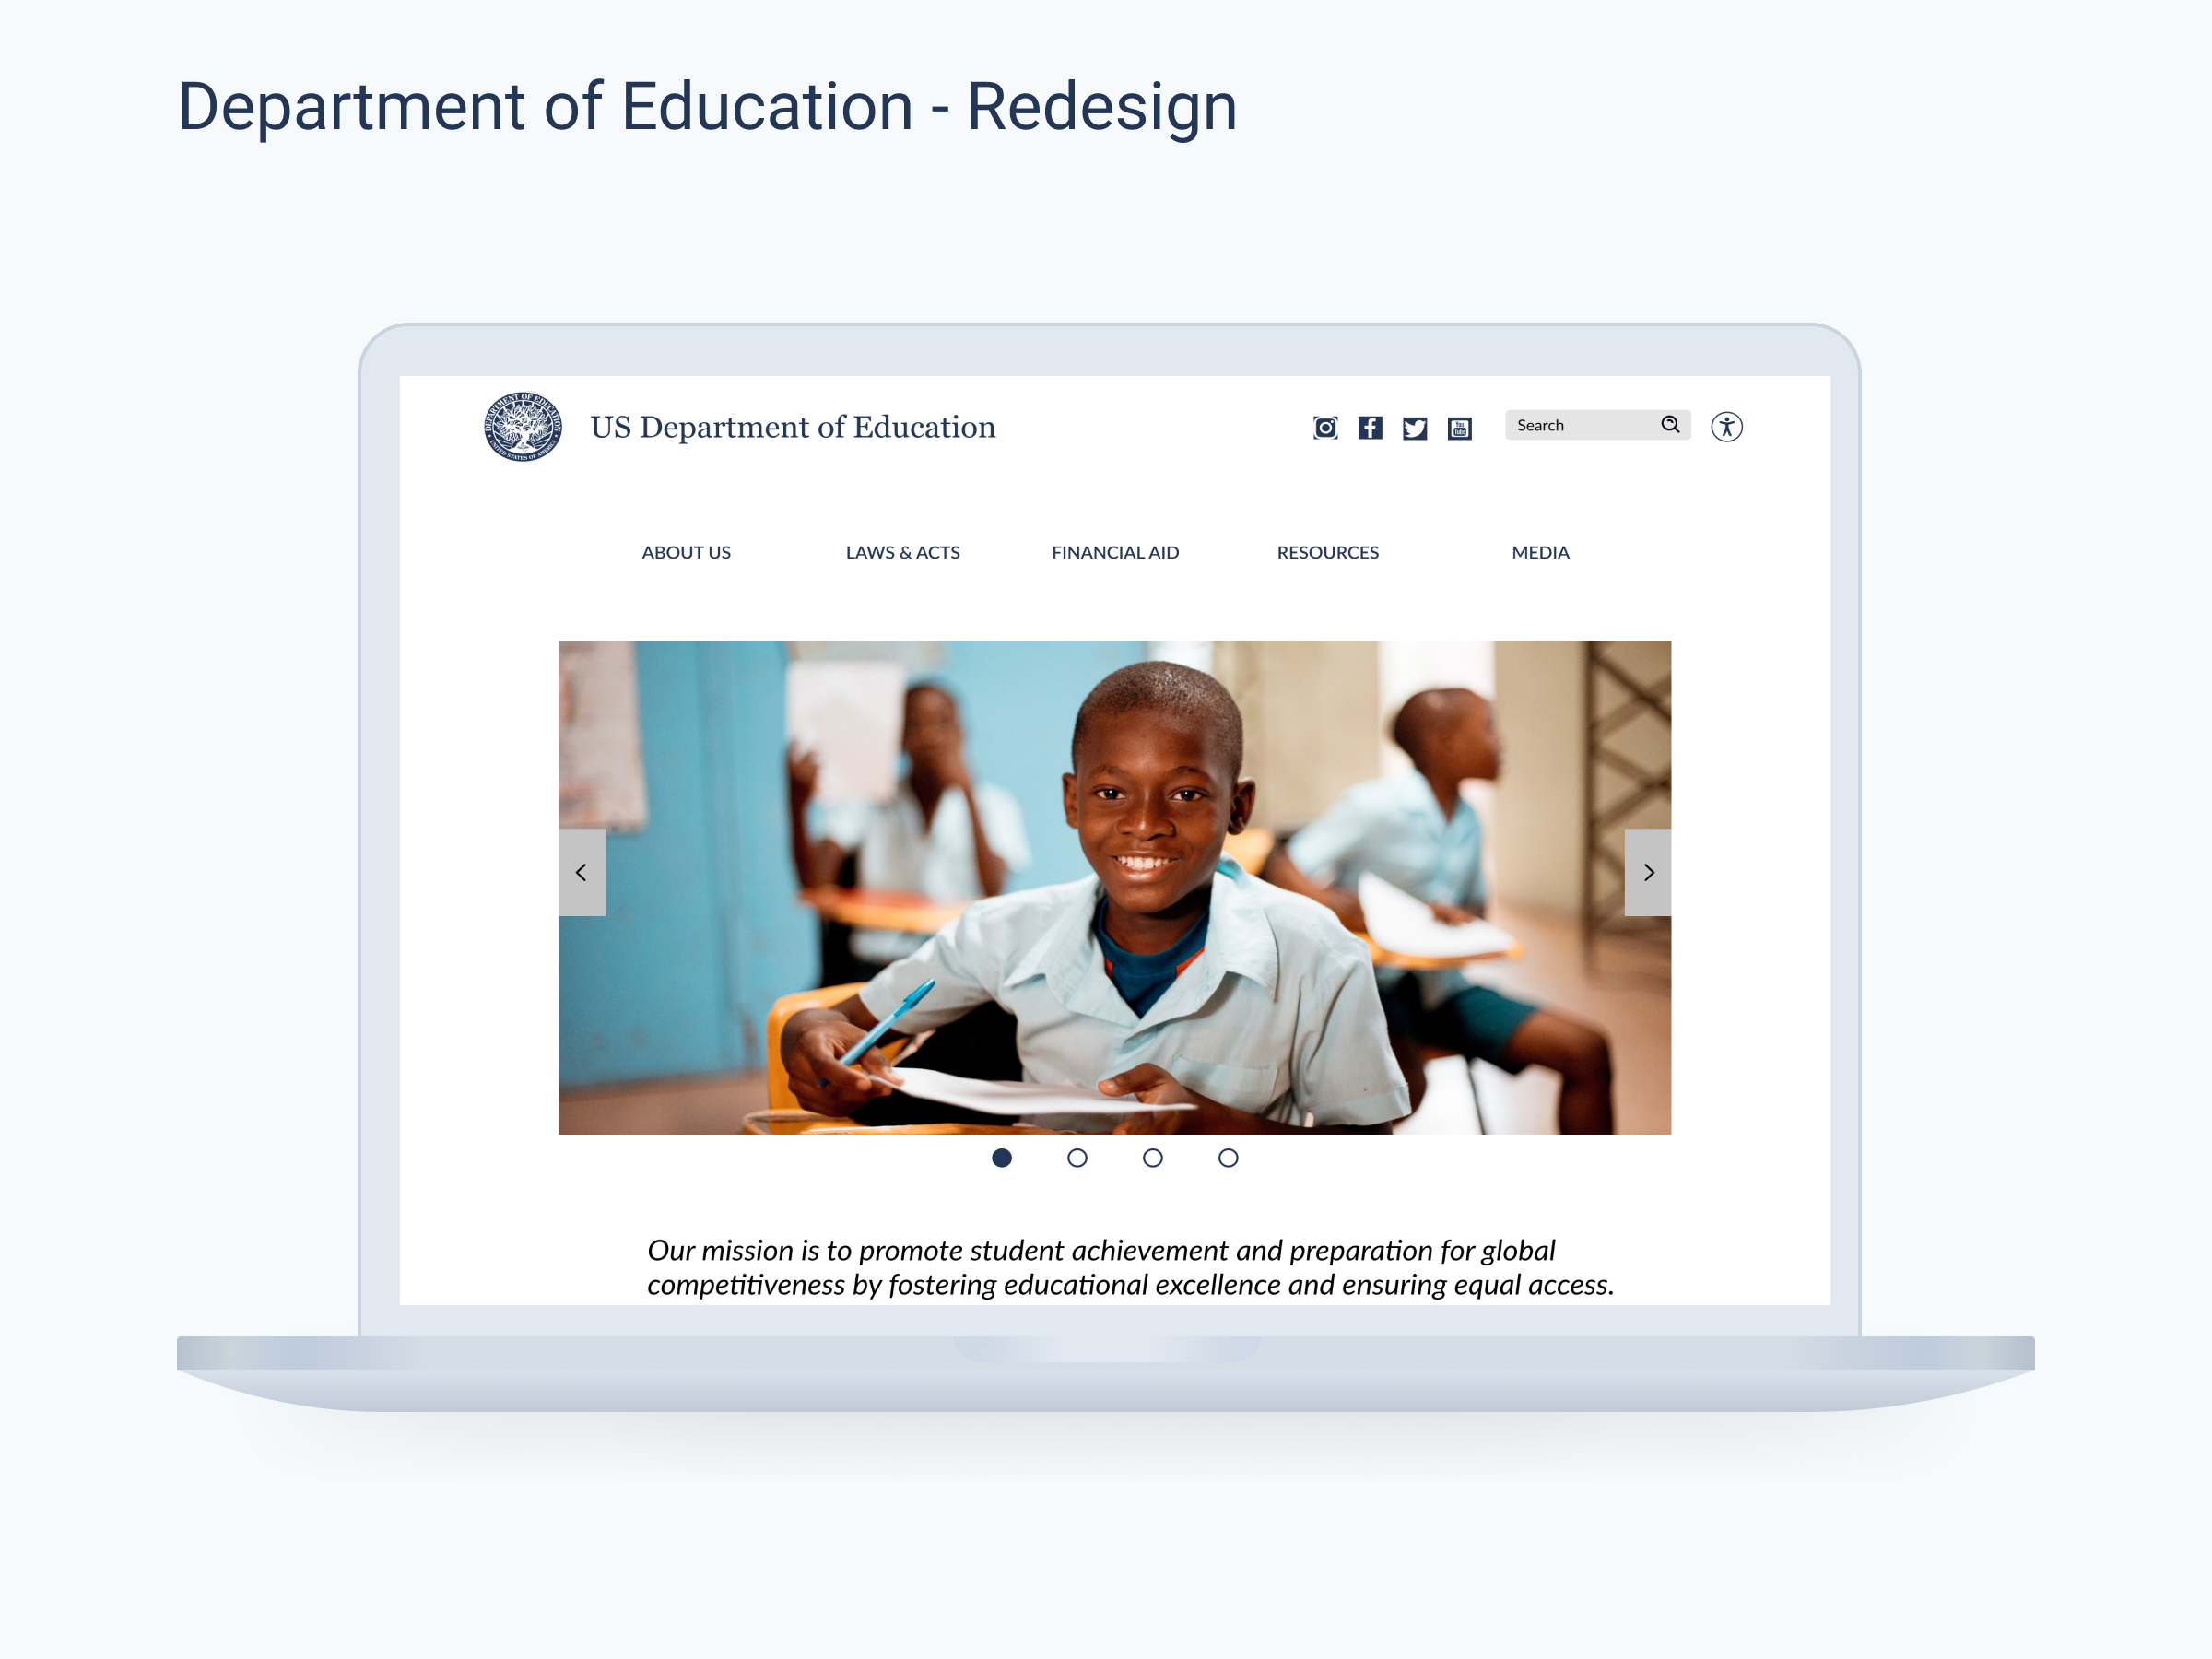 Department of Education - Redesign
DEPARTMENT OF EDUCATION
UNITED STATES OF AMERICA
US Department of Education
You
Tube
Search
ABOUT US
LAWS & ACTS
FINANCIAL AID
RESOURCES
MEDIA
Our mission is to promote student achievement and preparation for global
competitiveness by fostering educational excellence and ensuring equal access.